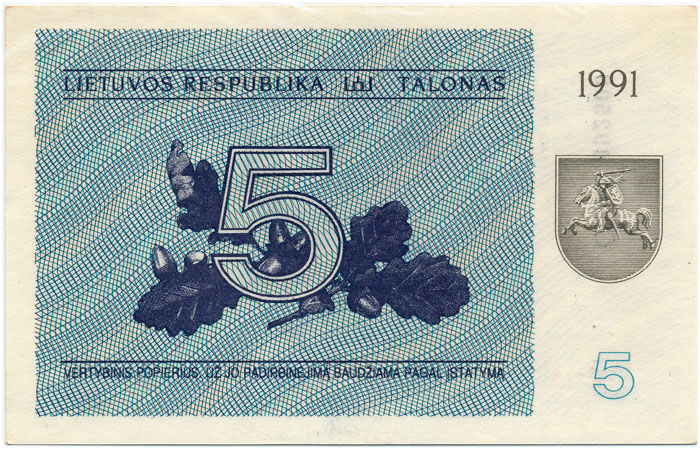 LIETUVOS RESPUBLIKA TALONAS
1991
5
VERTYBINIS POPIERIUS, UŽ JO PADIRBINĖJIMĄ BAUDŽIAMA PAGAL ĮSTATYMĄ
5